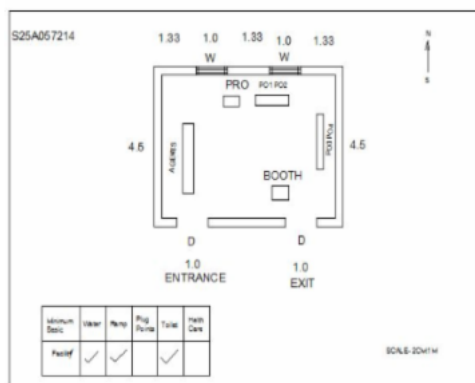 S25A057214
1.33 1.0 1.33 1.0 1.33
N
W W
S
PRO PO1 PO2
4.5
AGENTS
PO3 PO4
4.5
BOOTH
D D
1.0 1.0
ENTRANCE EXIT
Minimum Basic Water Ramp Plug Points Toilet Helth Care
SCALE-2CM/1M